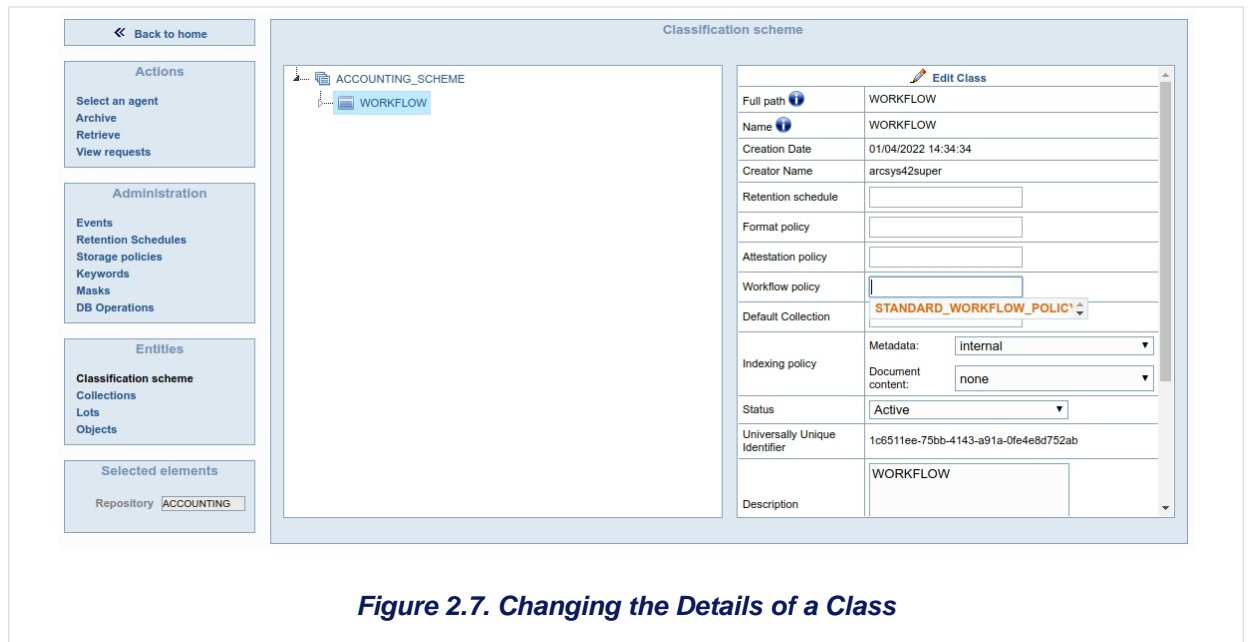 Back to home
Actions
Select an agent
Archive
Retrieve
View requests
Administration
Events
Retention Schedules
Storage policies
Keywords
Masks
DB Operations
Entities
Classification scheme
Collections
Lots
Objects
Selected elements
Repository ACCOUNTING
Classification scheme
ACCOUNTING_SCHEME
WORKFLOW
Edit Class
Full path WORKFLOW
Name WORKFLOW
Creation Date 01/04/2022 14:34:34
Creator Name arcsys42super
Retention schedule
Format policy
Attestation policy
Workflow policy
STANDARD_WORKFLOW_POLICY
Default Collection
Indexing policy
Metadata: internal
Document content: none
Status Active
Universally Unique Identifier 1c6511ee-75bb-4143-a91a-0fe4e8d752ab
Description WORKFLOW
Figure 2.7. Changing the Details of a Class